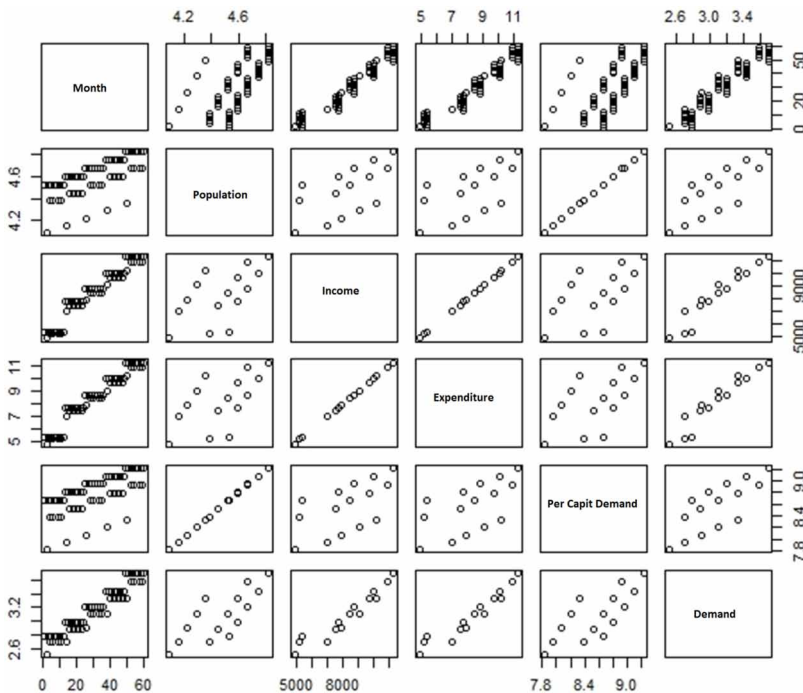 4.2 4.6 5 7 9 11 2.6 3.0 3.4
Month
0 20 50
4.2 4.6
Population
Income
5000 9000
5 7 9 11
Expenditure
Per Capit Demand
7.8 8.4 9.0
2.6 3.2
Demand
0 20 40 60 5000 8000 7.8 8.4 9.0